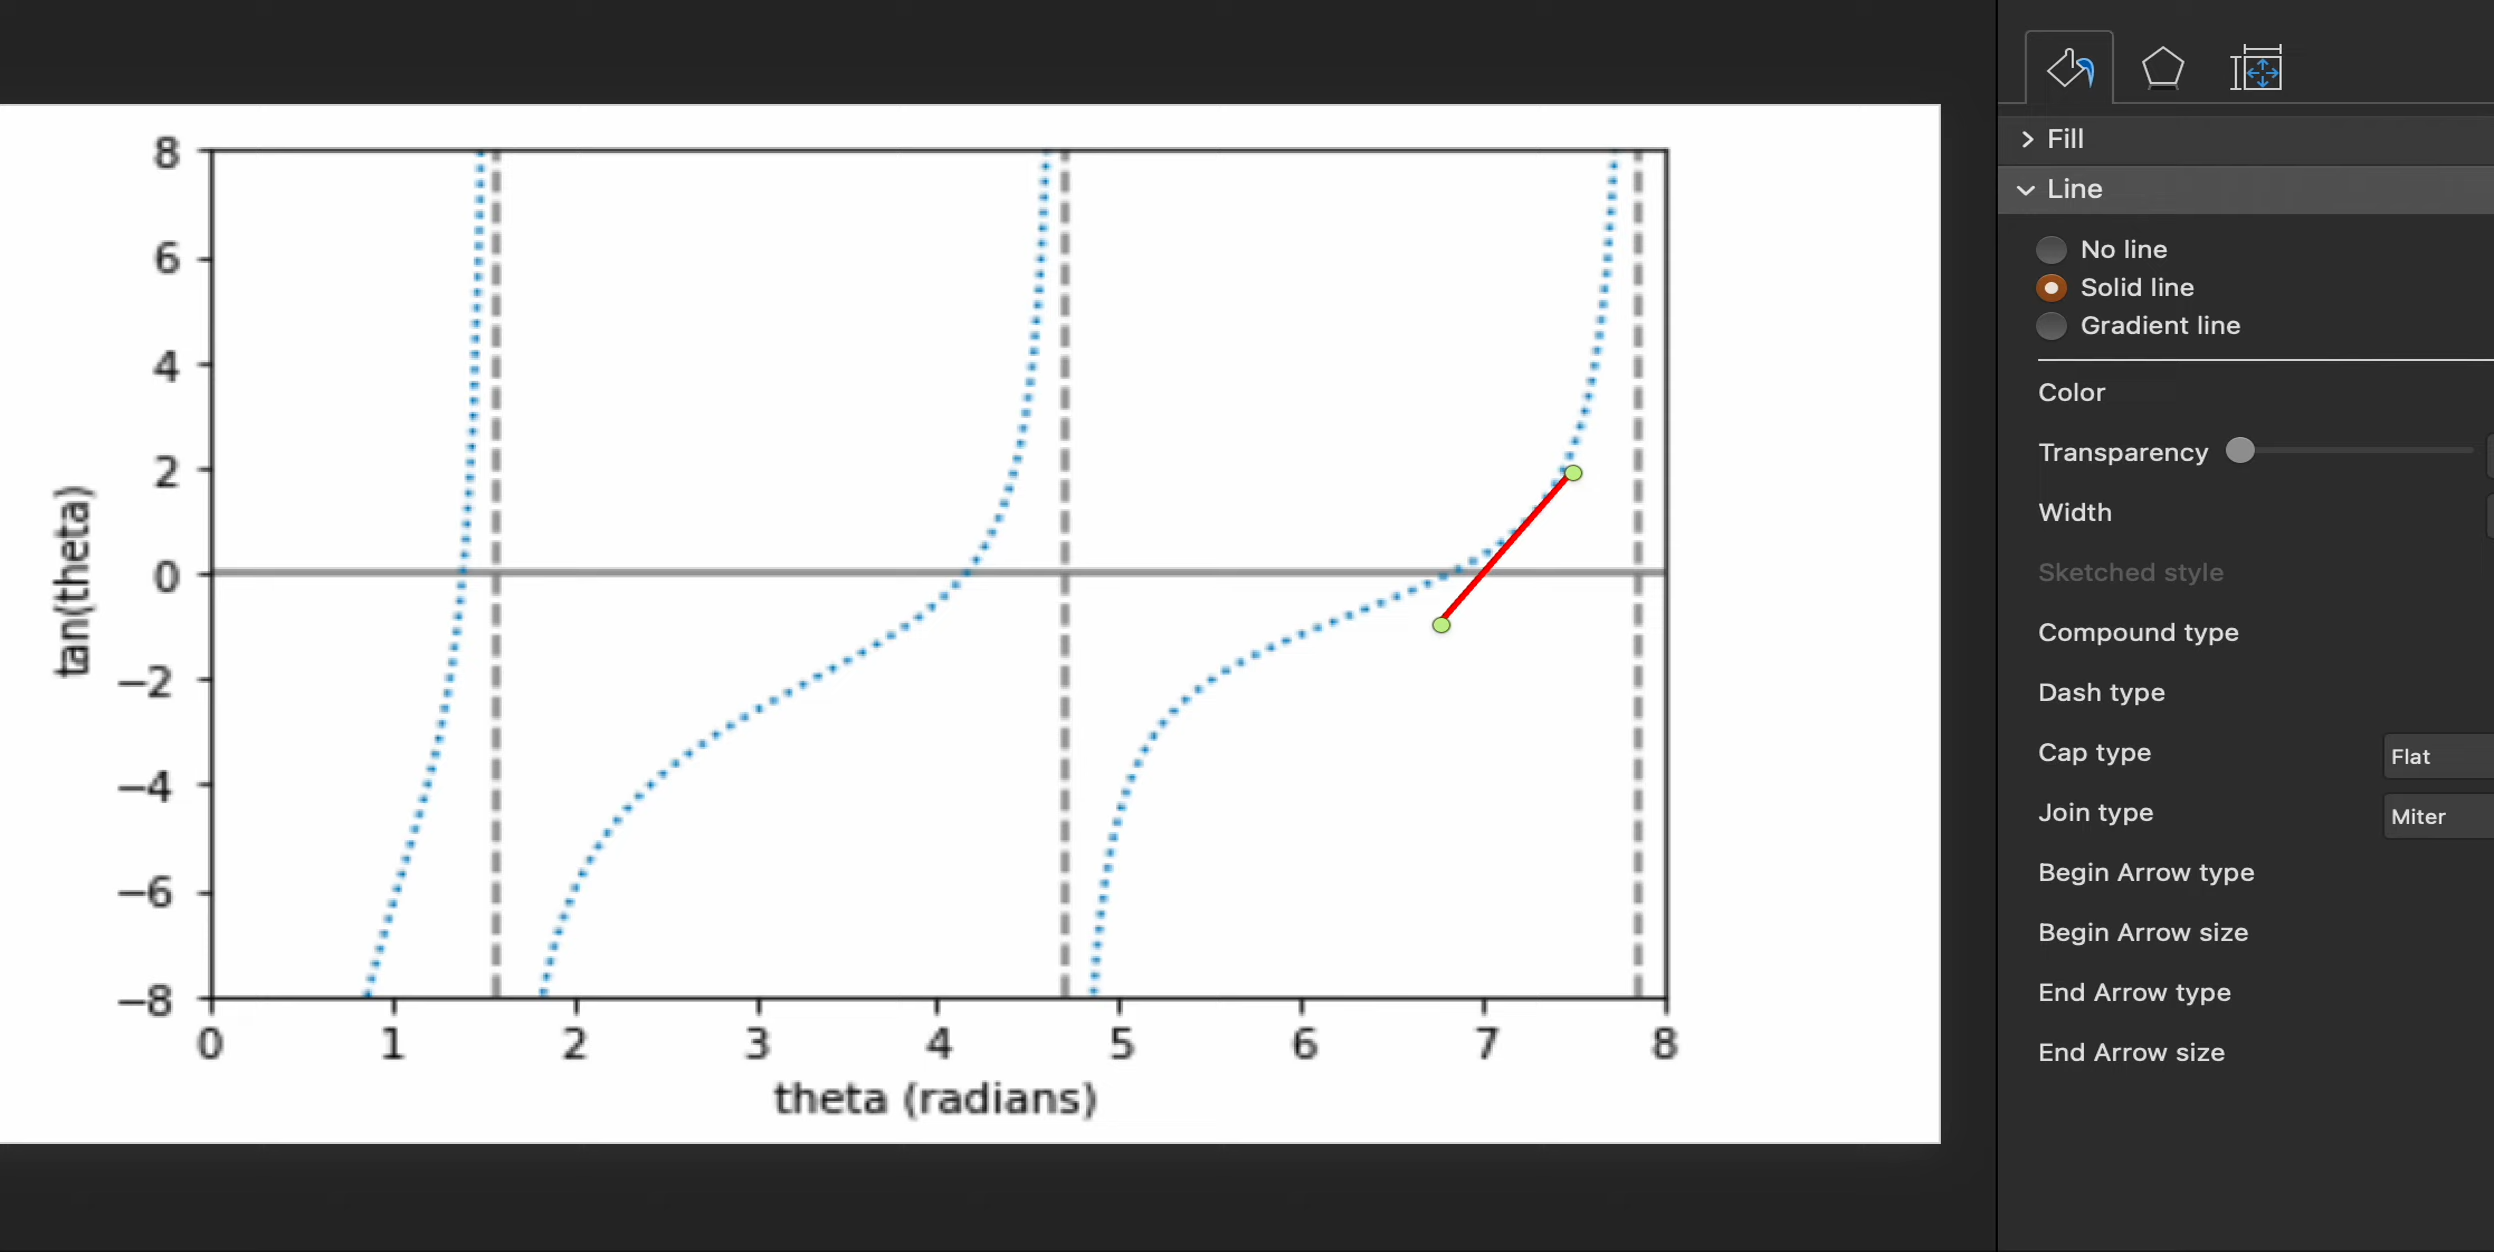 8
6
4
2
0
−2
−4
−6
−8
tan(theta)
0 1 2 3 4 5 6 7 8
theta (radians)
Fill
Line
No line
Solid line
Gradient line
Color
Transparency
Width
Sketched style
Compound type
Dash type
Cap type Flat
Join type Miter
Begin Arrow type
Begin Arrow size
End Arrow type
End Arrow size